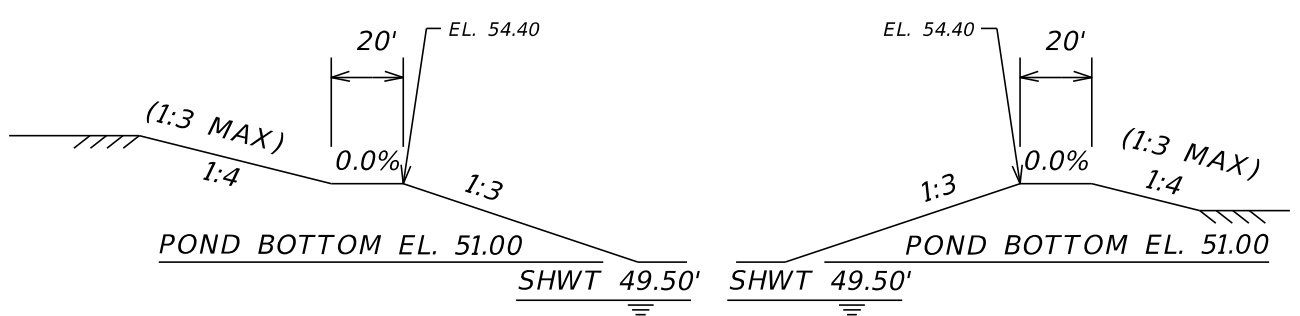 EL. 54.40
20'
(1:3 MAX)
0.0%
1:4
1:3
POND BOTTOM EL. 51.00
SHWT 49.50'
EL. 54.40
20'
(1:3 MAX)
0.0%
1:4
1:3
POND BOTTOM EL. 51.00
SHWT 49.50'